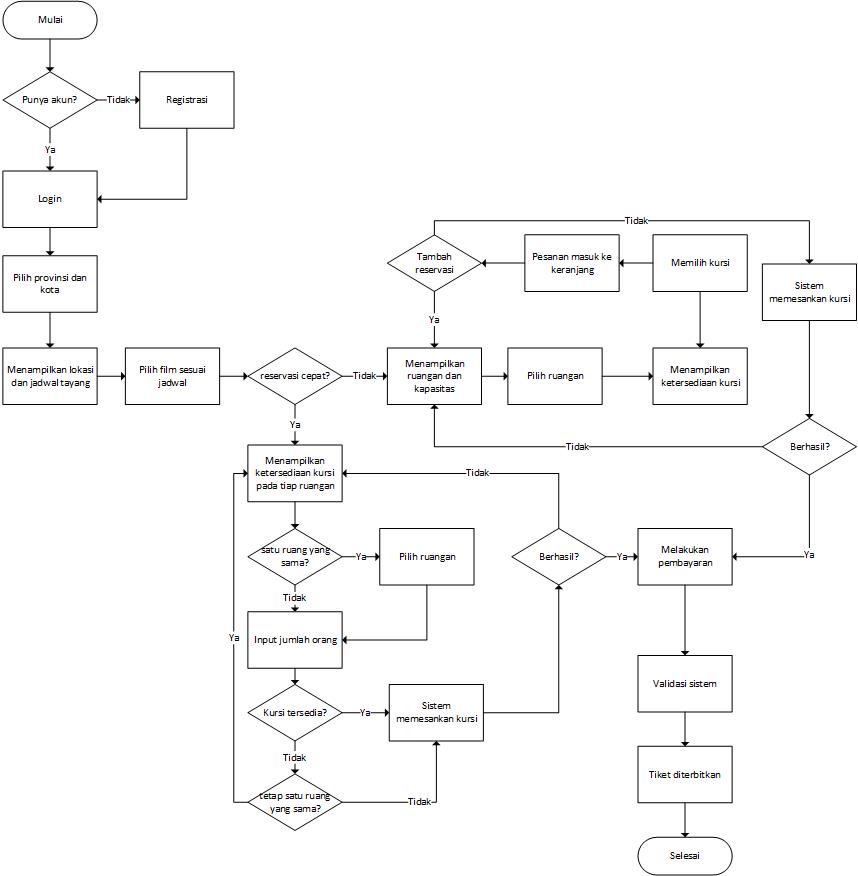 Mulai
Punya akun?
Tidak
Registrasi
Ya
Login
Pilih provinsi dan
kota
Menampilkan lokasi
dan jadwal tayang
Pilih film sesuai
jadwal
reservasi cepat?
Tidak
Ya
Menampilkan
ruangan dan
kapasitas
Pilih ruangan
Menampilkan
ketersediaan kursi
Memilih kursi
Pesanan masuk ke
keranjang
Tambah
reservasi
Ya
Tidak
Sistem
memesankan kursi
Berhasil?
Tidak
Ya
Menampilkan
ketersediaan kursi
pada tiap ruangan
satu ruang yang
sama?
Ya
Pilih ruangan
Tidak
Input jumlah orang
Kursi tersedia?
Ya
Sistem
memesankan kursi
Tidak
tetap satu ruang
yang sama?
Tidak
Ya
Berhasil?
Tidak
Ya
Melakukan
pembayaran
Validasi sistem
Tiket diterbitkan
Selesai